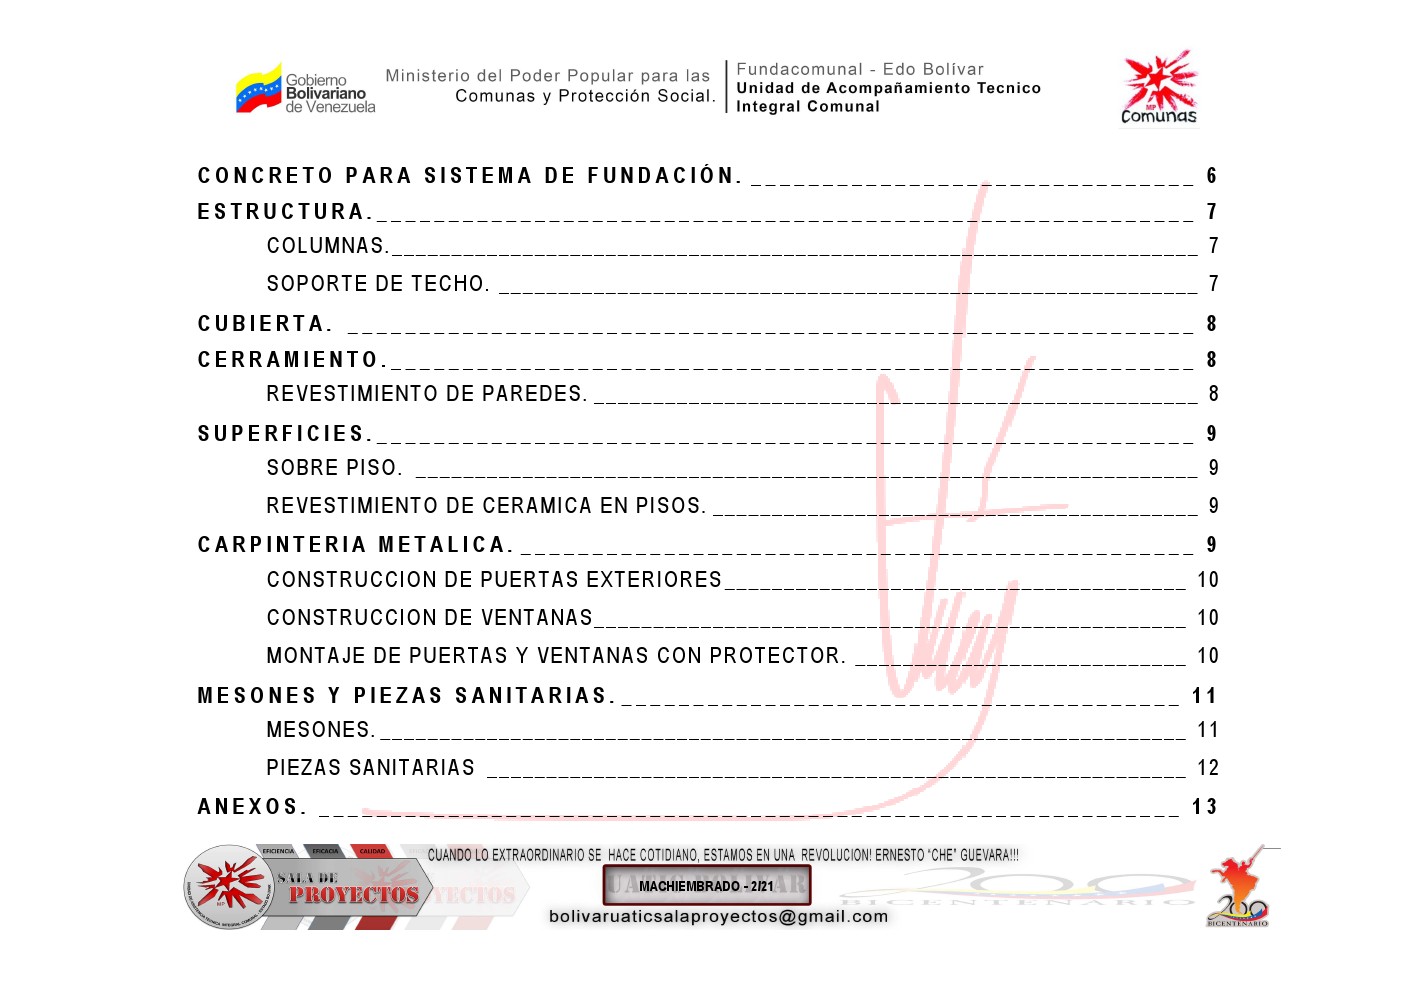 Gobierno
Bolivariano
de Venezuela
Ministerio del Poder Popular para las
Comunas y Protección Social.
Fundacomunal - Edo Bolívar
Unidad de Acompañamiento Tecnico
Integral Comunal
MP
Comunas
CONCRETO PARA SISTEMA DE FUNDACIÓN. 6
ESTRUCTURA. 7
COLUMNAS. 7
SOPORTE DE TECHO. 7
CUBIERTA. 8
CERRAMIENTO. 8
REVESTIMIENTO DE PAREDES. 8
SUPERFICIES. 9
SOBRE PISO. 9
REVESTIMIENTO DE CERAMICA EN PISOS. 9
CARPINTERIA METALICA. 9
CONSTRUCCION DE PUERTAS EXTERIORES 10
CONSTRUCCION DE VENTANAS 10
MONTAJE DE PUERTAS Y VENTANAS CON PROTECTOR. 10
MESONES Y PIEZAS SANITARIAS. 11
MESONES. 11
PIEZAS SANITARIAS 12
ANEXOS. 13
EFICIENCIA EFICACIA CALIDAD
CUANDO LO EXTRAORDINARIO SE HACE COTIDIANO, ESTAMOS EN UNA REVOLUCION! ERNESTO “CHE” GUEVARA!!!
SALA DE
PROYECTOS
MACHIEMBRADO - 2/21
bolivaruaticsalaproyectos@gmail.com
200
BICENTENARIO
200
BICENTENARIO